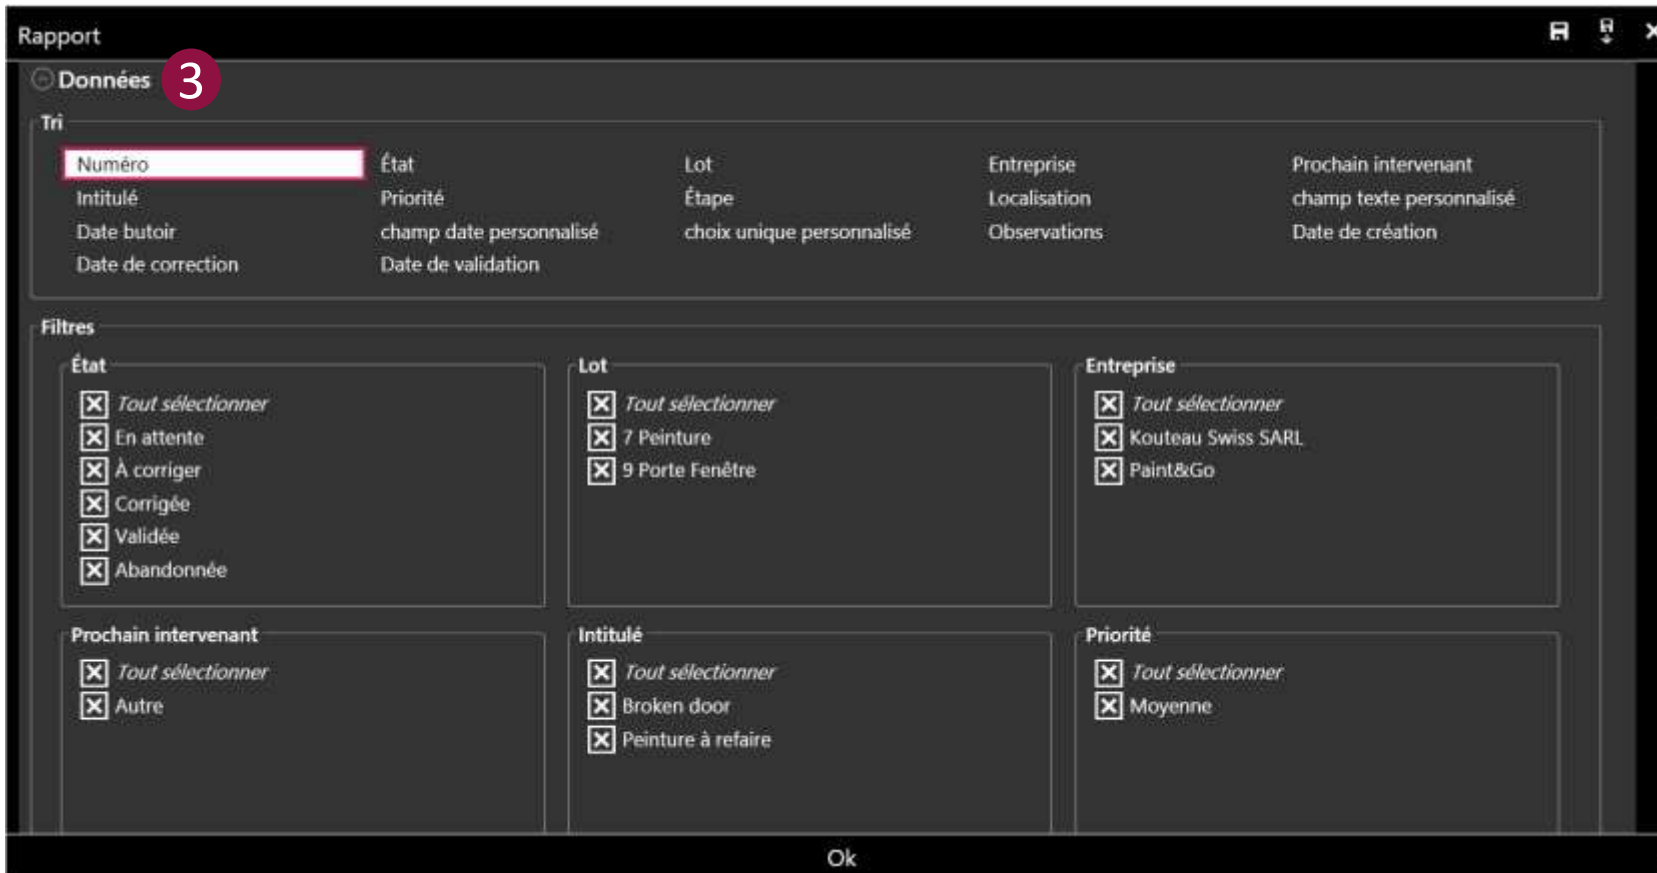 Rapport
Données 3
Tri
Numéro État Lot Entreprise Prochain intervenant
Intitulé Priorité Étape Localisation champ texte personnalisé
Date butoir champ date personnalisé choix unique personnalisé Observations Date de création
Date de correction Date de validation
Filtres
État
Tout sélectionner
En attente
À corriger
Corrigée
Validée
Abandonnée
Lot
Tout sélectionner
7 Peinture
9 Porte Fenêtre
Entreprise
Tout sélectionner
Kouteau Swiss SARL
Paint&Go
Prochain intervenant
Tout sélectionner
Autre
Intitulé
Tout sélectionner
Broken door
Peinture à refaire
Priorité
Tout sélectionner
Moyenne
Ok